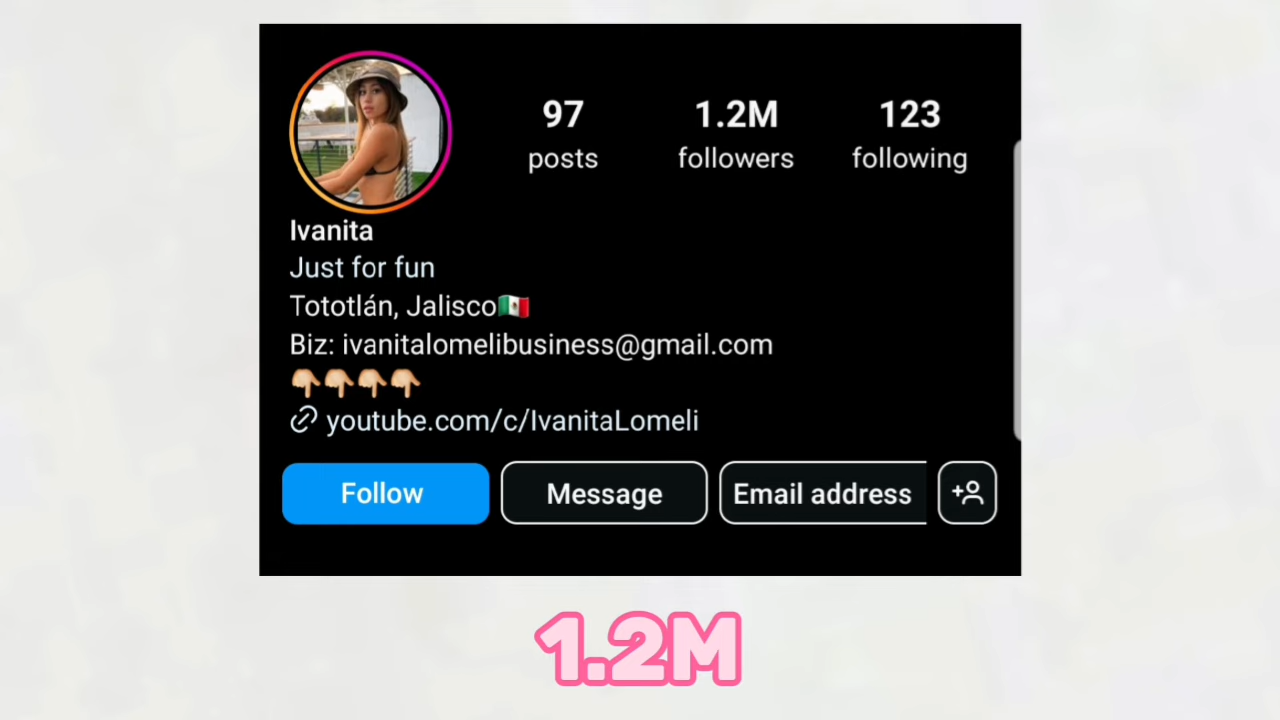 97 1.2M 123
posts followers following
Ivanita
Just for fun
Tototlán, Jalisco🇲🇽
Biz: ivanitalomelibusiness@gmail.com
👇🏼👇🏼👇🏼👇🏼
youtube.com/c/IvanitaLomeli
Follow Message Email address
1.2M